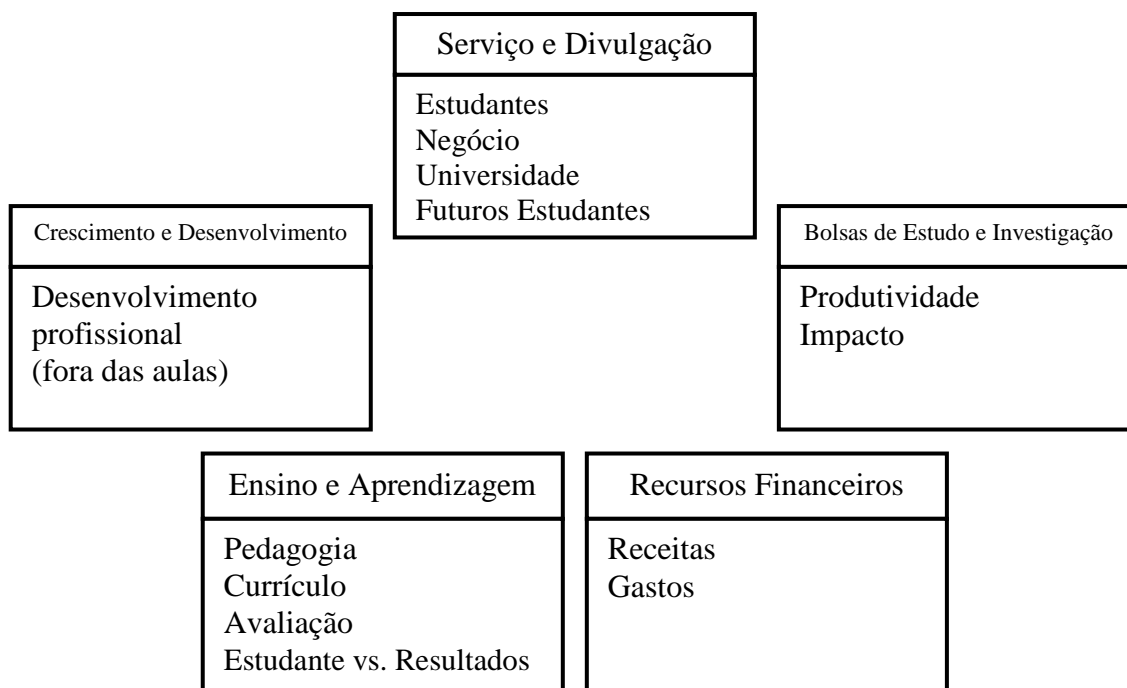 Serviço e Divulgação
Estudantes
Negócio
Universidade
Futuros Estudantes
Crescimento e Desenvolvimento
Desenvolvimento
profissional
(fora das aulas)
Bolsas de Estudo e Investigação
Produtividade
Impacto
Ensino e Aprendizagem
Pedagogia
Currículo
Avaliação
Estudante vs. Resultados
Recursos Financeiros
Receitas
Gastos